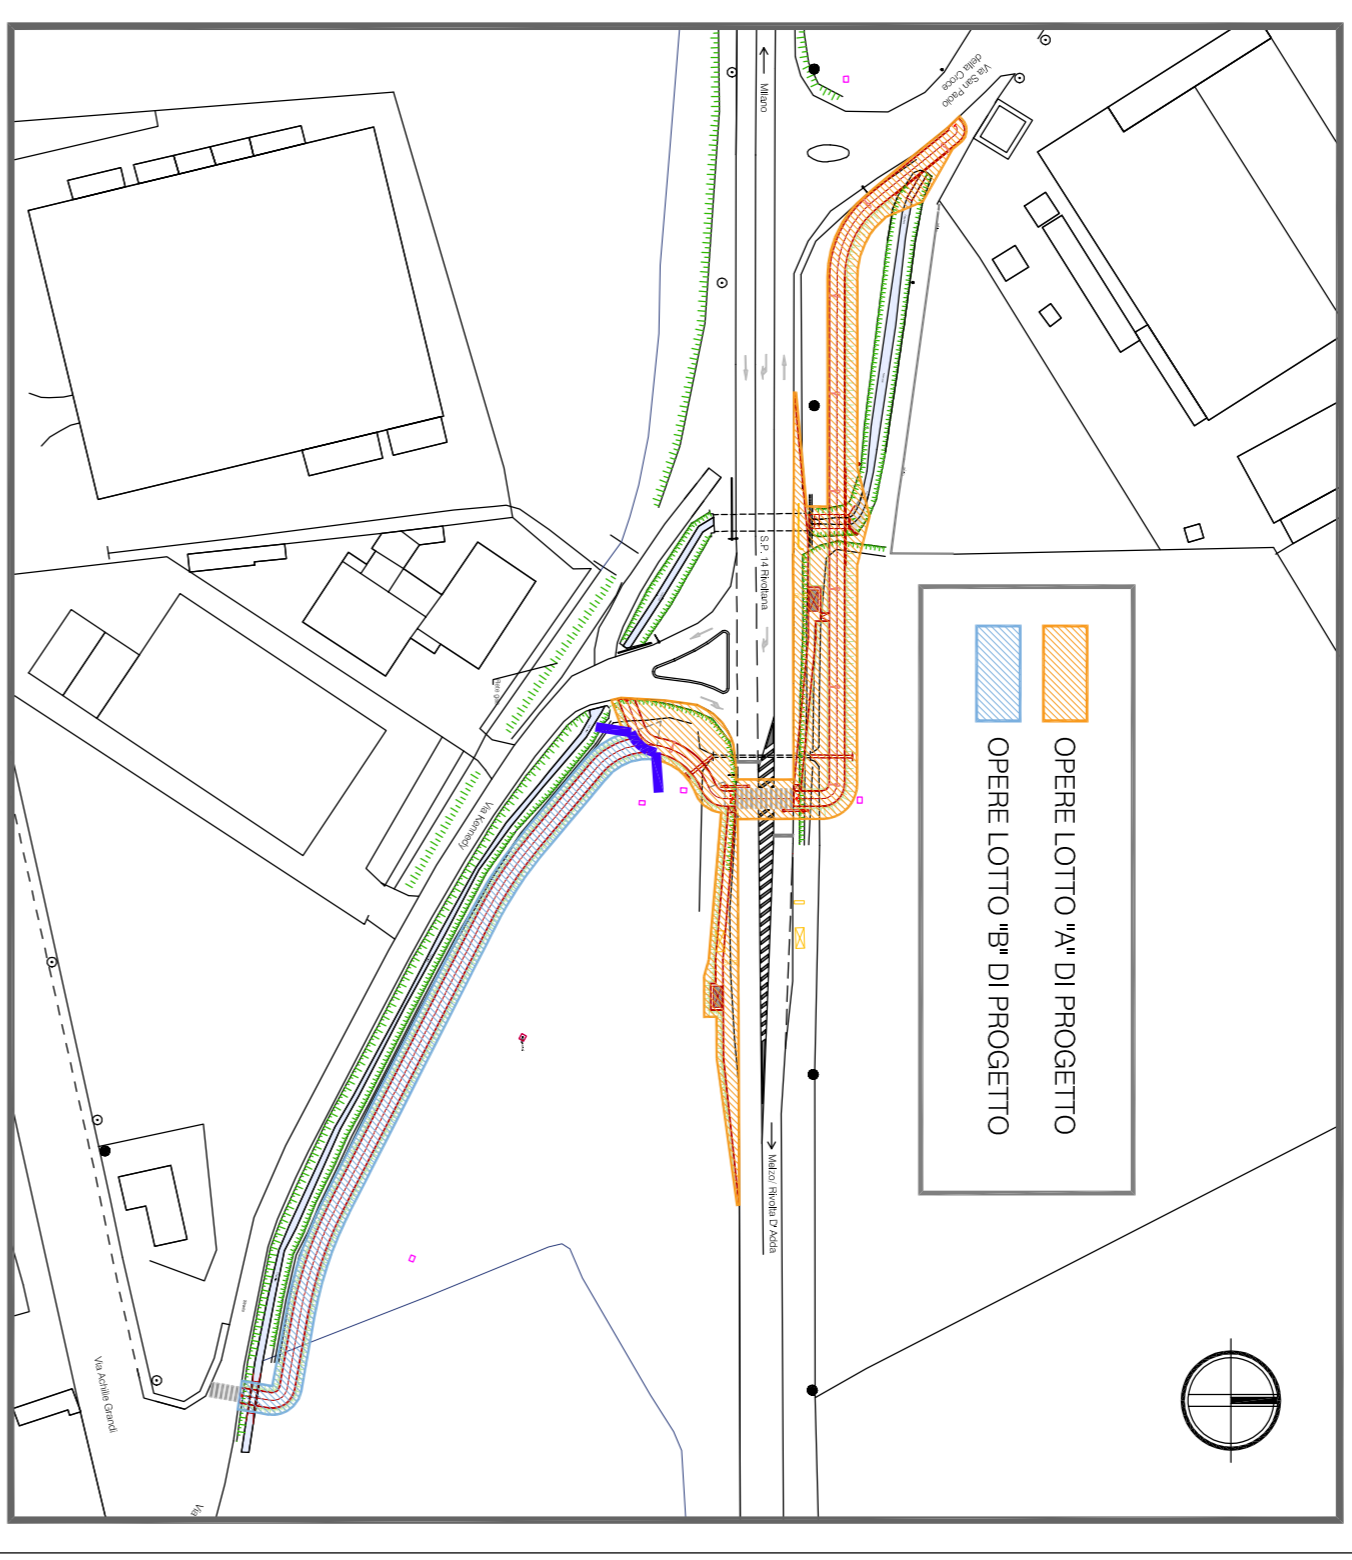 Via San Paolo
della Croce
Milano
S.P. 14 Rivoltana
OPERE LOTTO "A" DI PROGETTO
OPERE LOTTO "B" DI PROGETTO
Via Kennedy
Melzo/ Rivolta D' Adda
Via Achille Grandi
Via